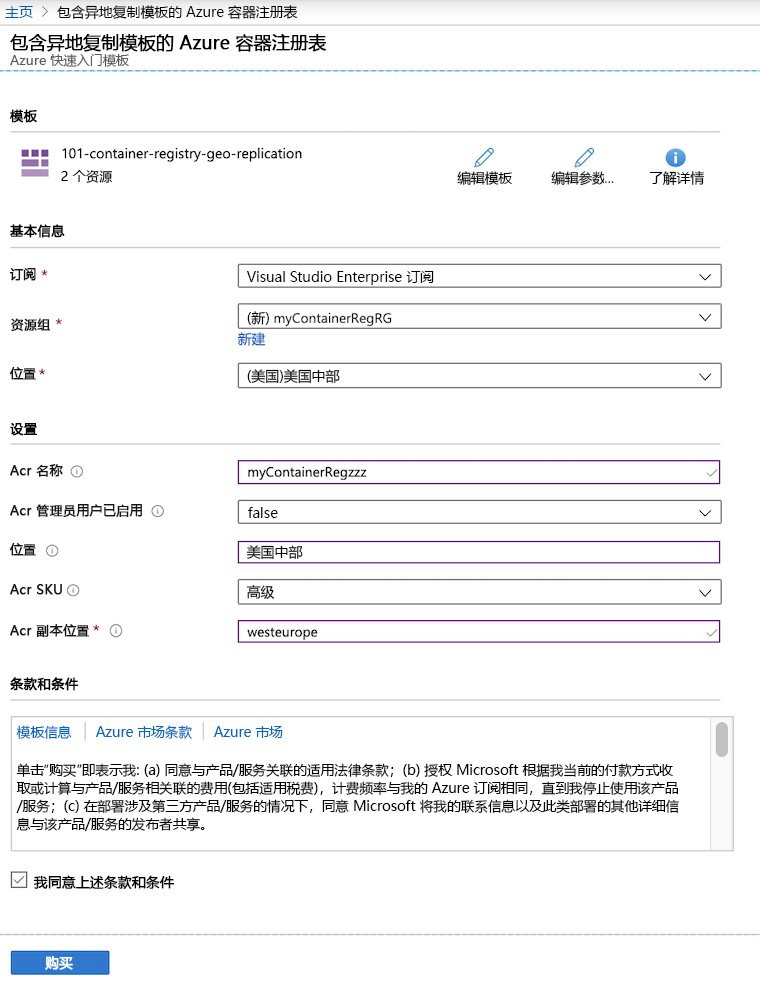 主页 > 包含异地复制模板的 Azure 容器注册表
包含异地复制模板的 Azure 容器注册表
Azure 快速入门模板
模板
101-container-registry-geo-replication
2 个资源
编辑模板
编辑参数...
了解详情
基本信息
订阅 *
Visual Studio Enterprise 订阅
资源组 *
(新) myContainerRegRG
新建
位置 *
(美国)美国中部
设置
Acr 名称
myContainerRegzzz
Acr 管理员用户已启用
false
位置
美国中部
Acr SKU
高级
Acr 副本位置 *
westeurope
条款和条件
模板信息 | Azure 市场条款 | Azure 市场
单击"购买"即表示我: (a) 同意与产品/服务关联的适用法律条款；(b) 授权 Microsoft 根据我当前的付款方式收
取或计算与产品/服务相关联的费用(包括适用税费)，计费频率与我的 Azure 订阅相同，直到我停止使用该产品
/服务；(c) 在部署涉及第三方产品/服务的情况下，同意 Microsoft 将我的联系信息以及此类部署的其他详细信
息与该产品/服务的发布者共享。
我同意上述条款和条件
购买